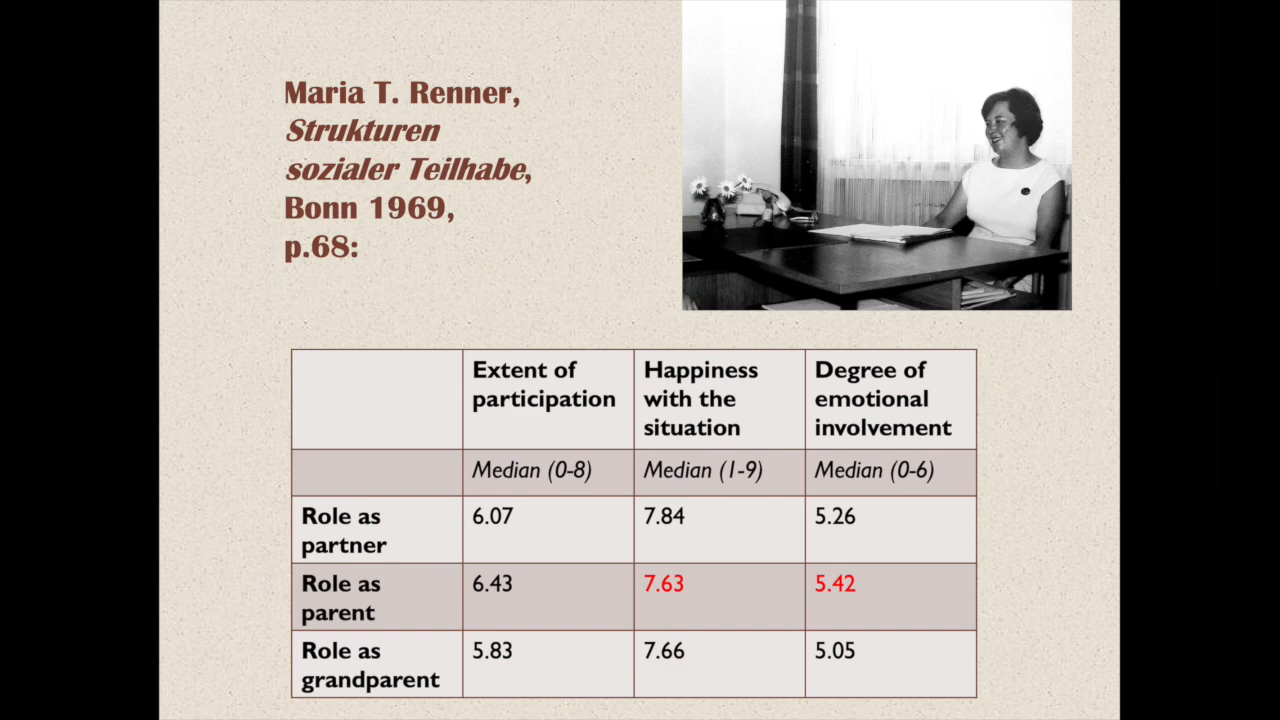 Maria T. Renner,
Strukturen
sozialer Teilhabe,
Bonn 1969,
p.68:
Extent of participation Happiness with the situation Degree of emotional involvement
Median (0-8) Median (1-9) Median (0-6)
Role as partner 6.07 7.84 5.26
Role as parent 6.43 7.63 5.42
Role as grandparent 5.83 7.66 5.05